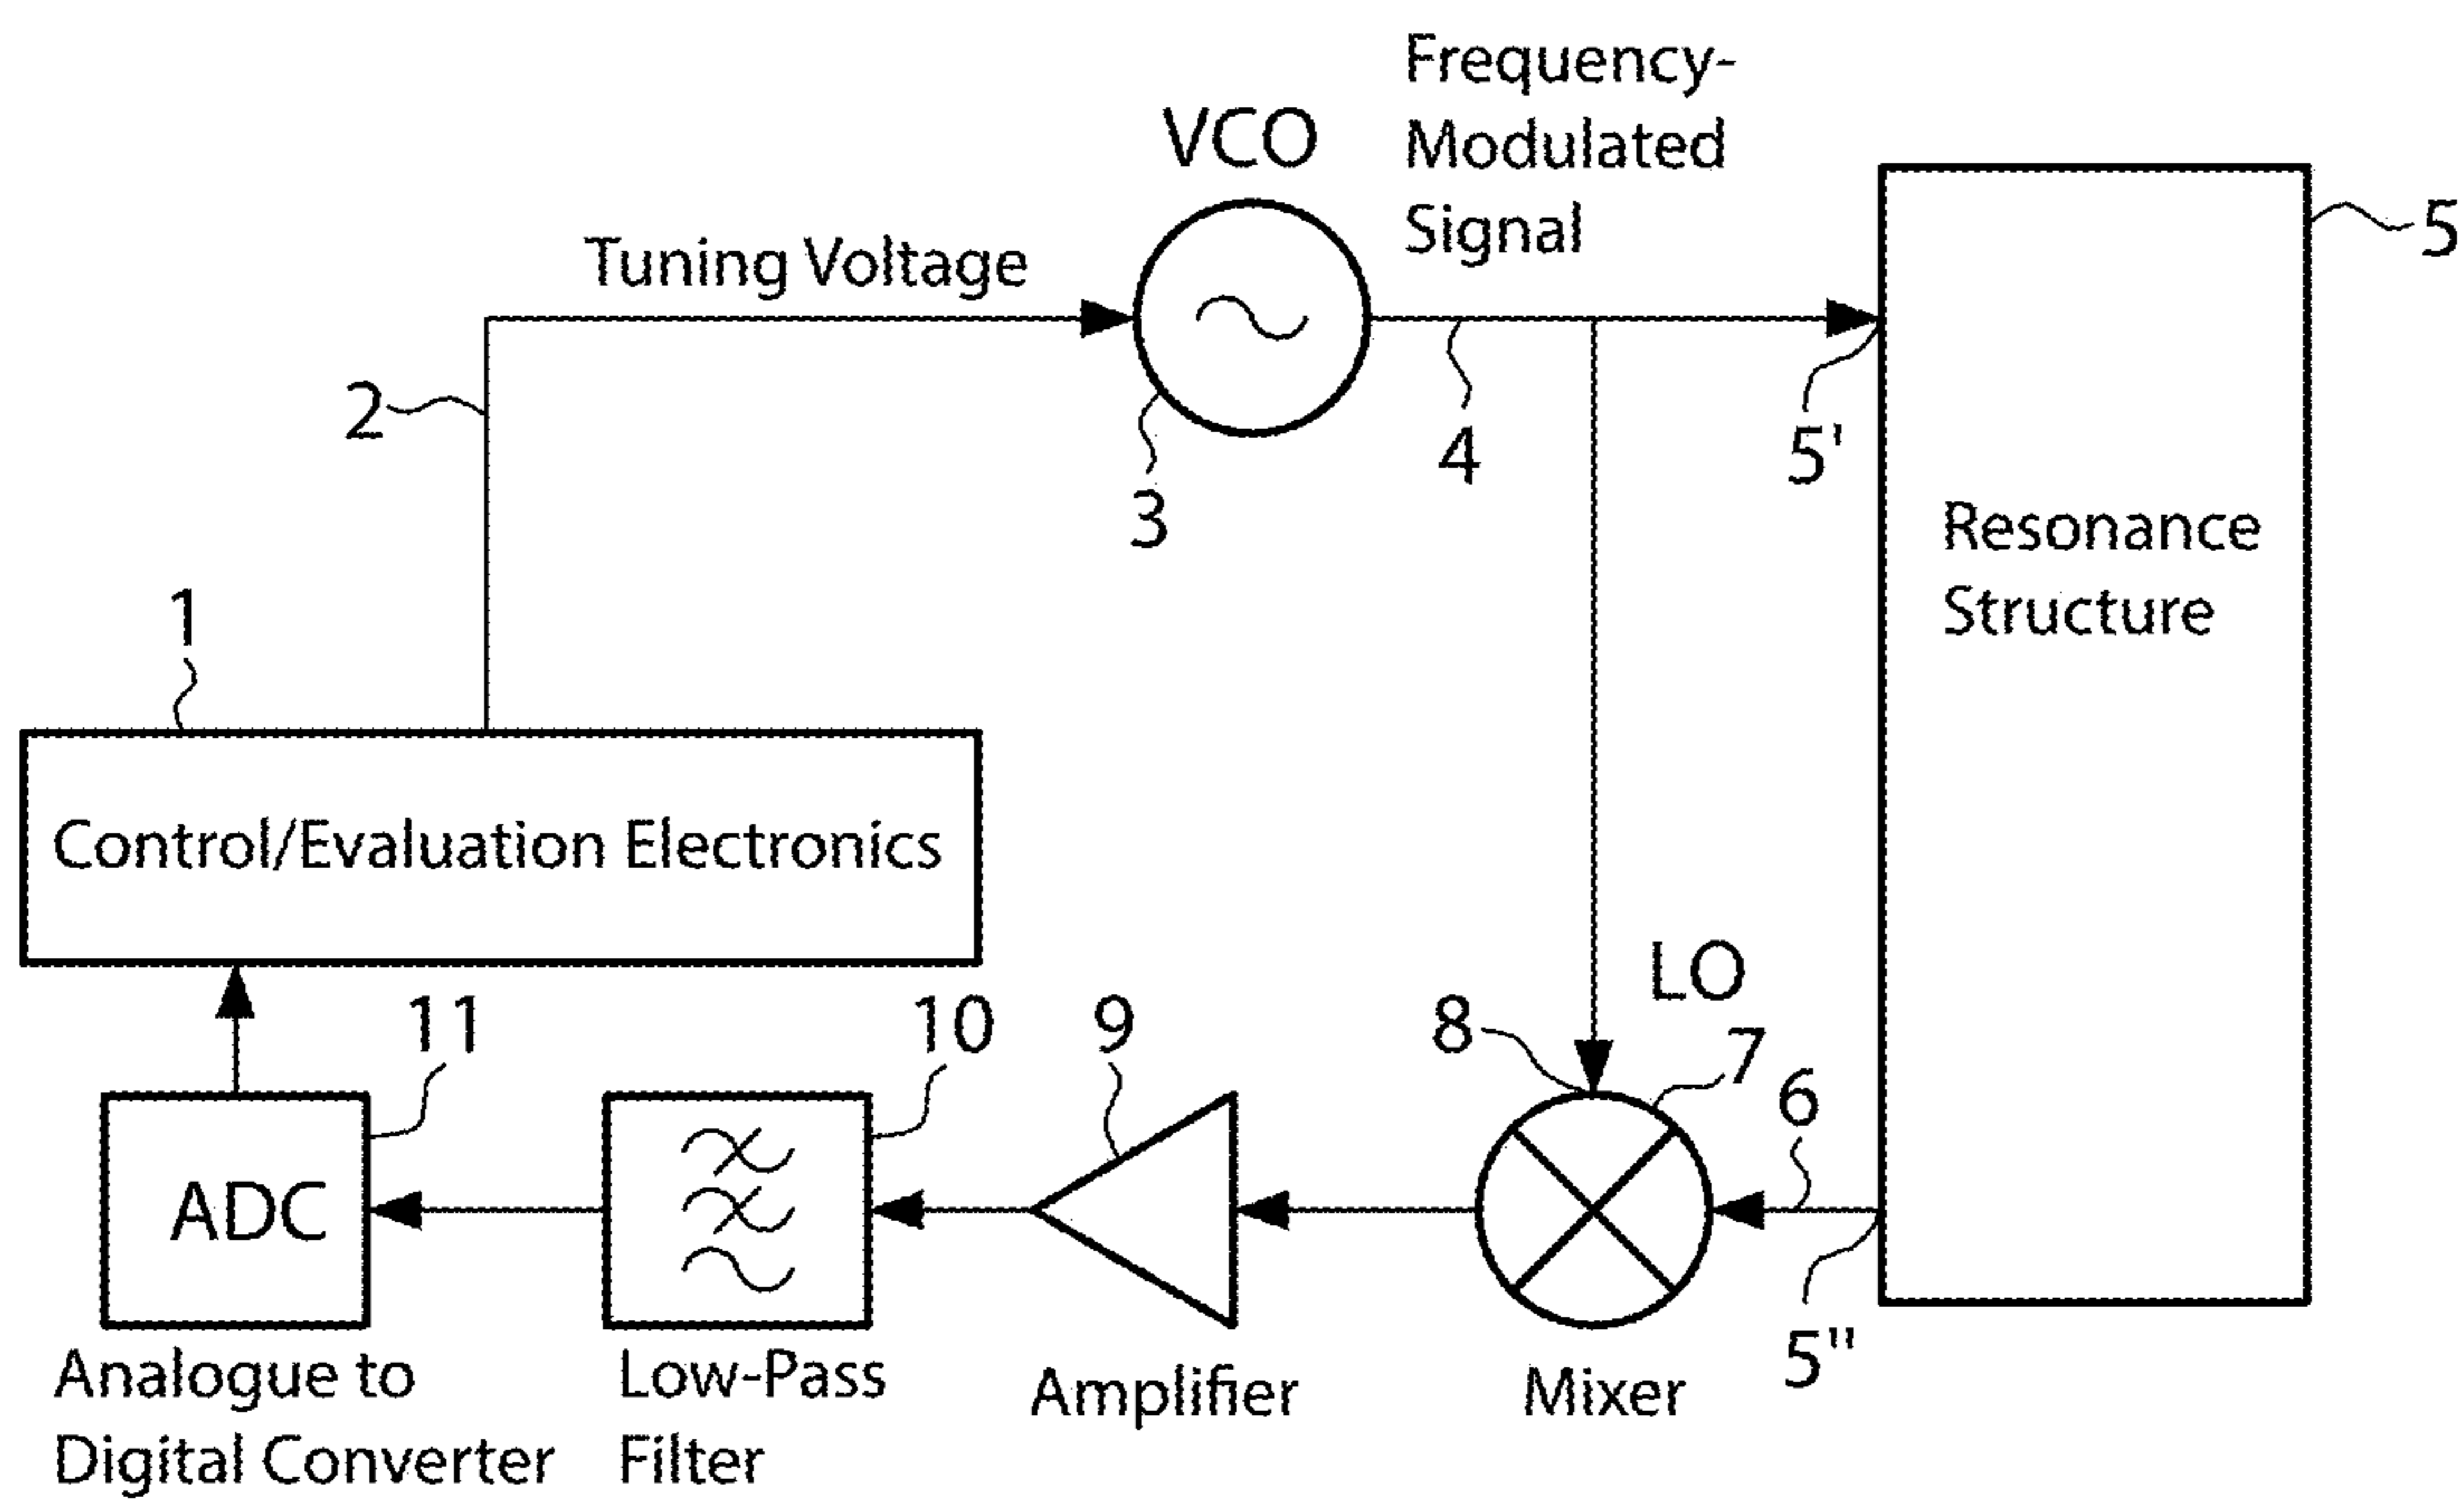 Frequency-
Modulated
Signal
VCO
5
Tuning Voltage
2
4
5'
3
Resonance
Structure
1
Control/Evaluation Electronics
LO
11
10
9
8
7
6
ADC
5"
Analogue to
Digital Converter
Low-Pass
Filter
Amplifier
Mixer